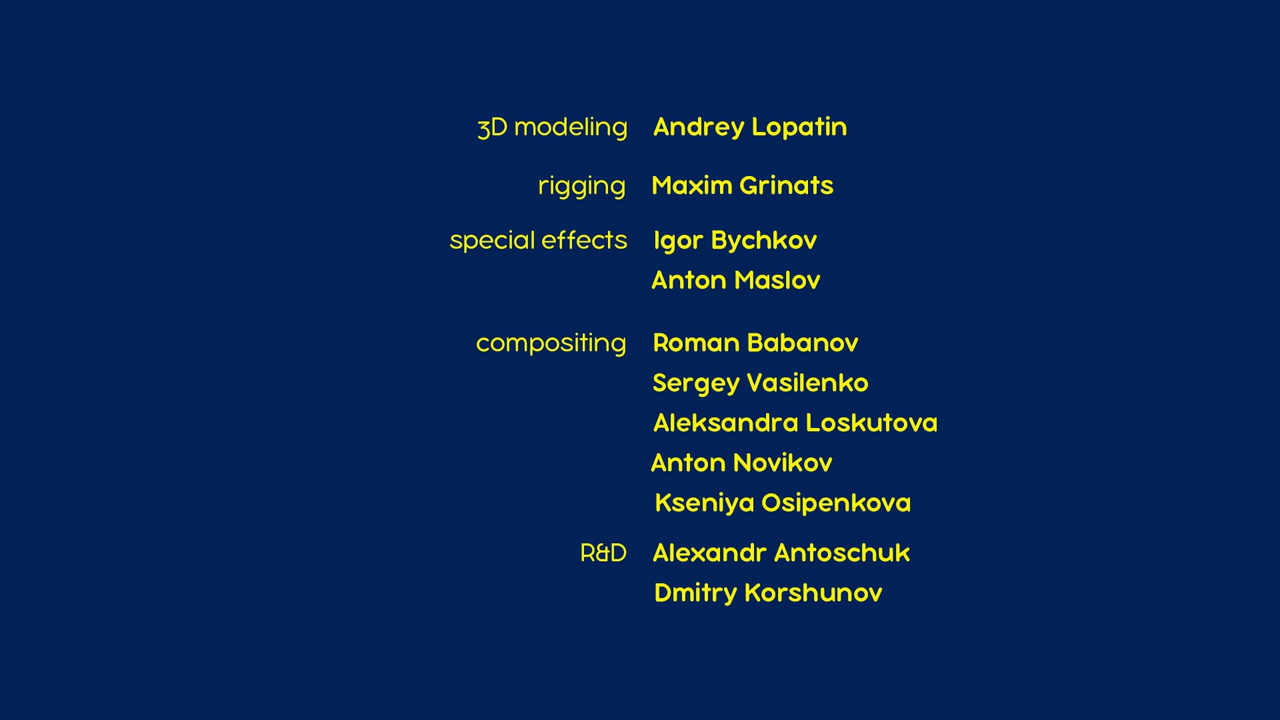 3D modeling Andrey Lopatin
rigging Maxim Grinats
special effects Igor Bychkov
Anton Maslov
compositing Roman Babanov
Sergey Vasilenko
Aleksandra Loskutova
Anton Novikov
Kseniya Osipenkova
R&D Alexandr Antoschuk
Dmitry Korshunov